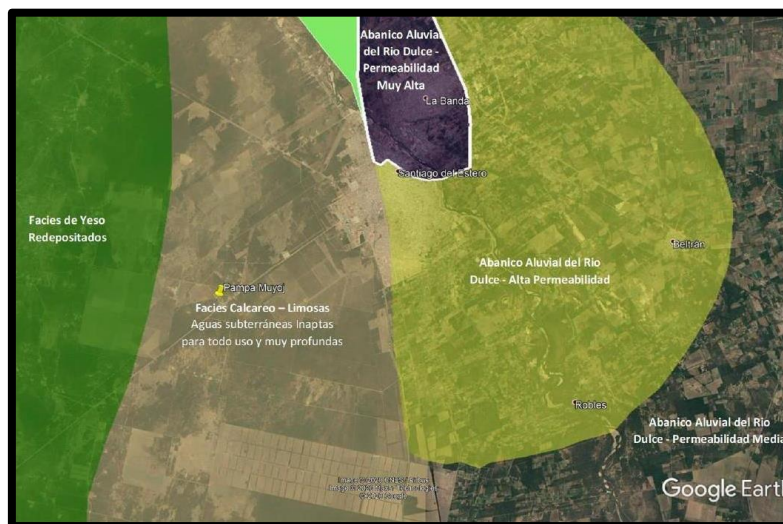 Abanico Aluvial
del Rio Dulce -
Permeabilidad
Muy Alta
La Banda
Santiago del Estero
Facies de Yeso
Redepositados
Beltrán
Abanico Aluvial del Rio
Dulce - Alta Permeabilidad
Pampa Muyoj
Facies Calcareo – Limosas
Aguas subterráneas Inaptas
para todo uso y muy profundas
Robles
Abanico Aluvial del Rio
Dulce - Permeabilidad Media
Google Earth